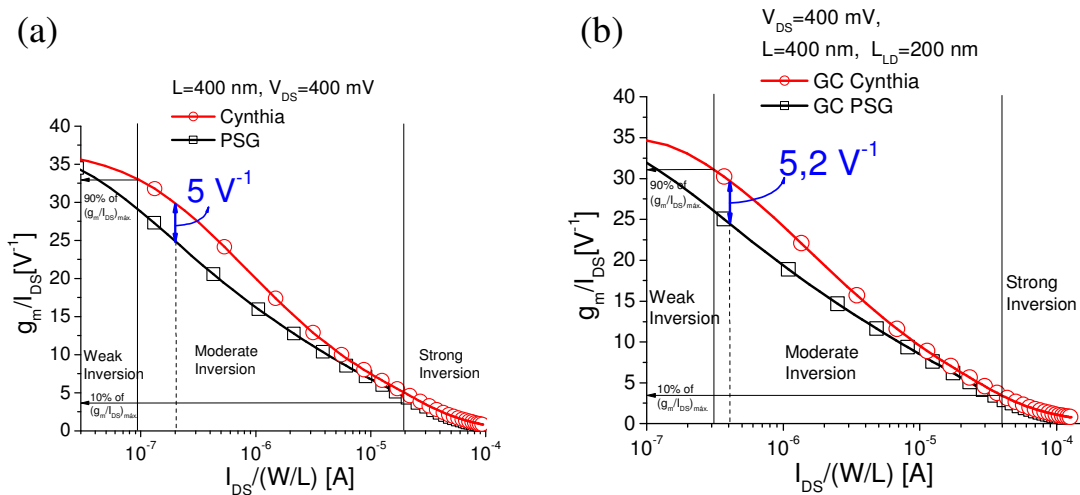 (a)
L=400 nm, V_DS=400 mV
Cynthia
PSG
40
35
30
25
20
15
10
5
0
g_m/I_DS[V⁻¹]
5 V⁻¹
90% of
(g_m/I_DS)_máx.
Weak
Inversion
Moderate
Inversion
Strong
Inversion
10% of
(g_m/I_DS)_máx.
10⁻⁷
10⁻⁶
10⁻⁵
10⁻⁴
I_DS/(W/L) [A]
(b)
V_DS=400 mV,
L=400 nm, L_LD=200 nm
GC Cynthia
GC PSG
40
35
30
25
20
15
10
5
0
g_m/I_DS[V⁻¹]
5,2 V⁻¹
90% of
(g_m/I_DS)_máx.
Weak
Inversion
Moderate
Inversion
Strong
Inversion
10% of
(g_m/I_DS)_máx.
10⁻⁷
10⁻⁶
10⁻⁵
10⁻⁴
I_DS/(W/L) [A]